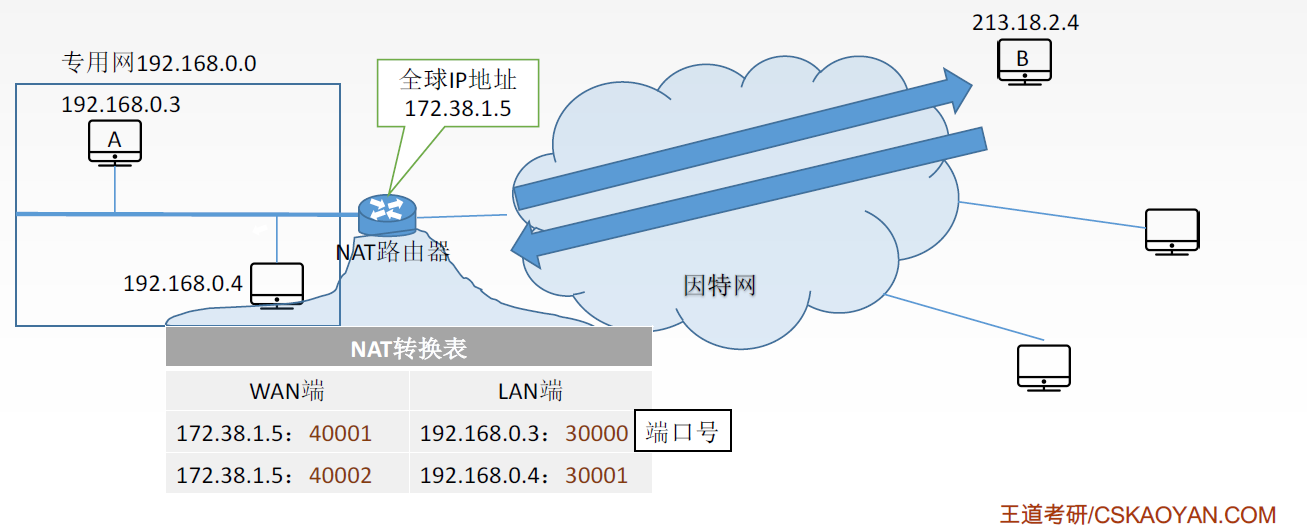 213.18.2.4
B
专用网192.168.0.0
全球IP地址
172.38.1.5
192.168.0.3
A
NAT路由器
192.168.0.4
因特网
NAT转换表
WAN端 LAN端
172.38.1.5：40001 192.168.0.3：30000 端口号
172.38.1.5：40002 192.168.0.4：30001
王道考研/CSKAOYAN.COM